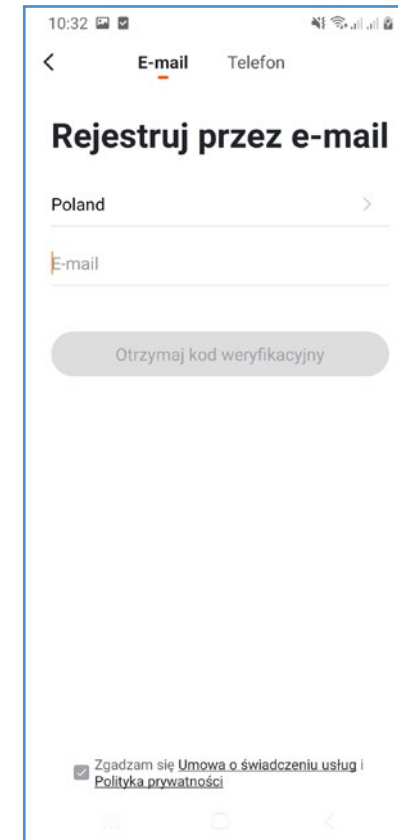 10:32
E-mail Telefon
Rejestruj przez e-mail
Poland
E-mail
Otrzymaj kod weryfikacyjny
Zgadzam się Umowa o świadczeniu usług i
Polityka prywatności